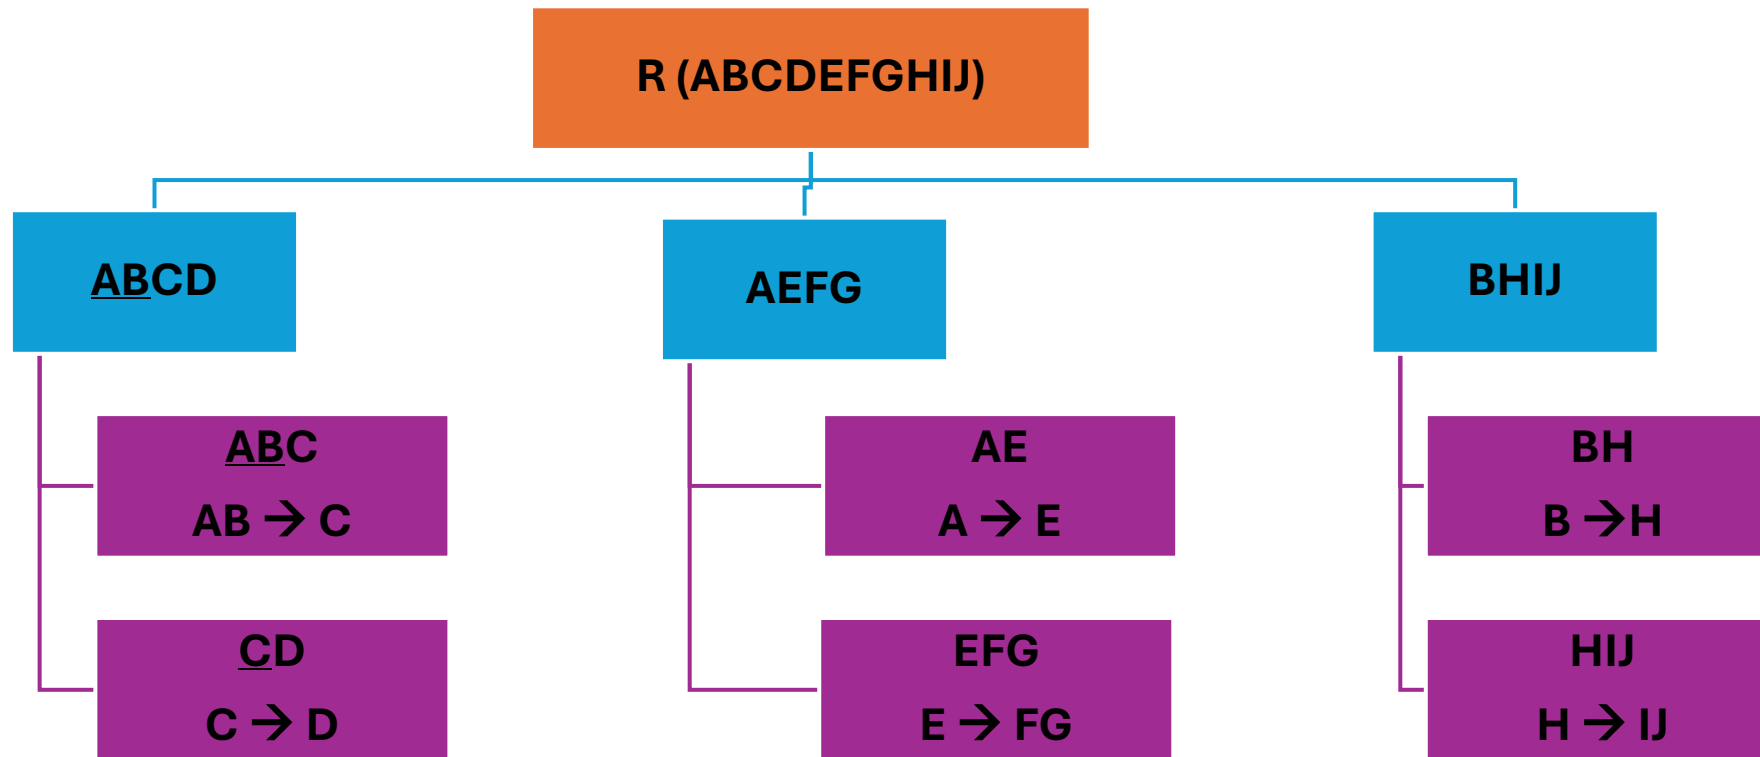 R (ABCDEFGHIJ)
ABCD
AEFG
BHIJ
ABC
AB → C
AE
A → E
BH
B → H
CD
C → D
EFG
E → FG
HIJ
H → IJ